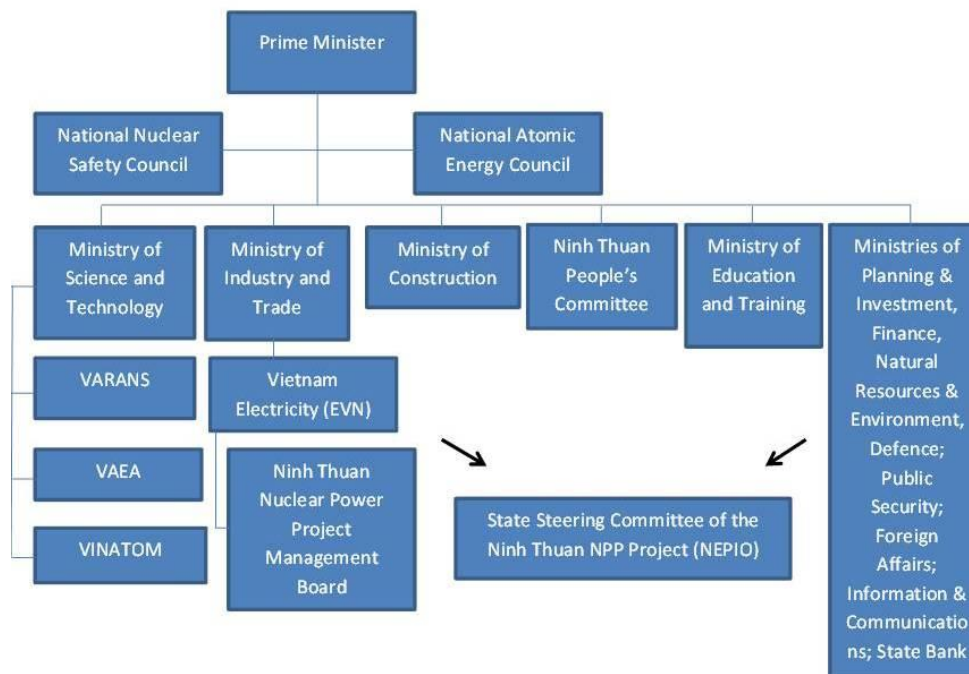 Prime Minister
National Nuclear
Safety Council
National Atomic
Energy Council
Ministry of
Science and
Technology
Ministry of
Industry and
Trade
Ministry of
Construction
Ninh Thuan
People's
Committee
Ministry of
Education
and Training
Ministries of
Planning &
Investment,
Finance,
Natural
Resources &
Environment,
Defence;
Public
Security;
Foreign
Affairs;
Information &
Communicatio
ns; State Bank
VARANS
VAEA
VINATOM
Vietnam
Electricity (EVN)
Ninh Thuan
Nuclear Power
Project
Management
Board
State Steering Committee of the
Ninh Thuan NPP Project (NEPIO)